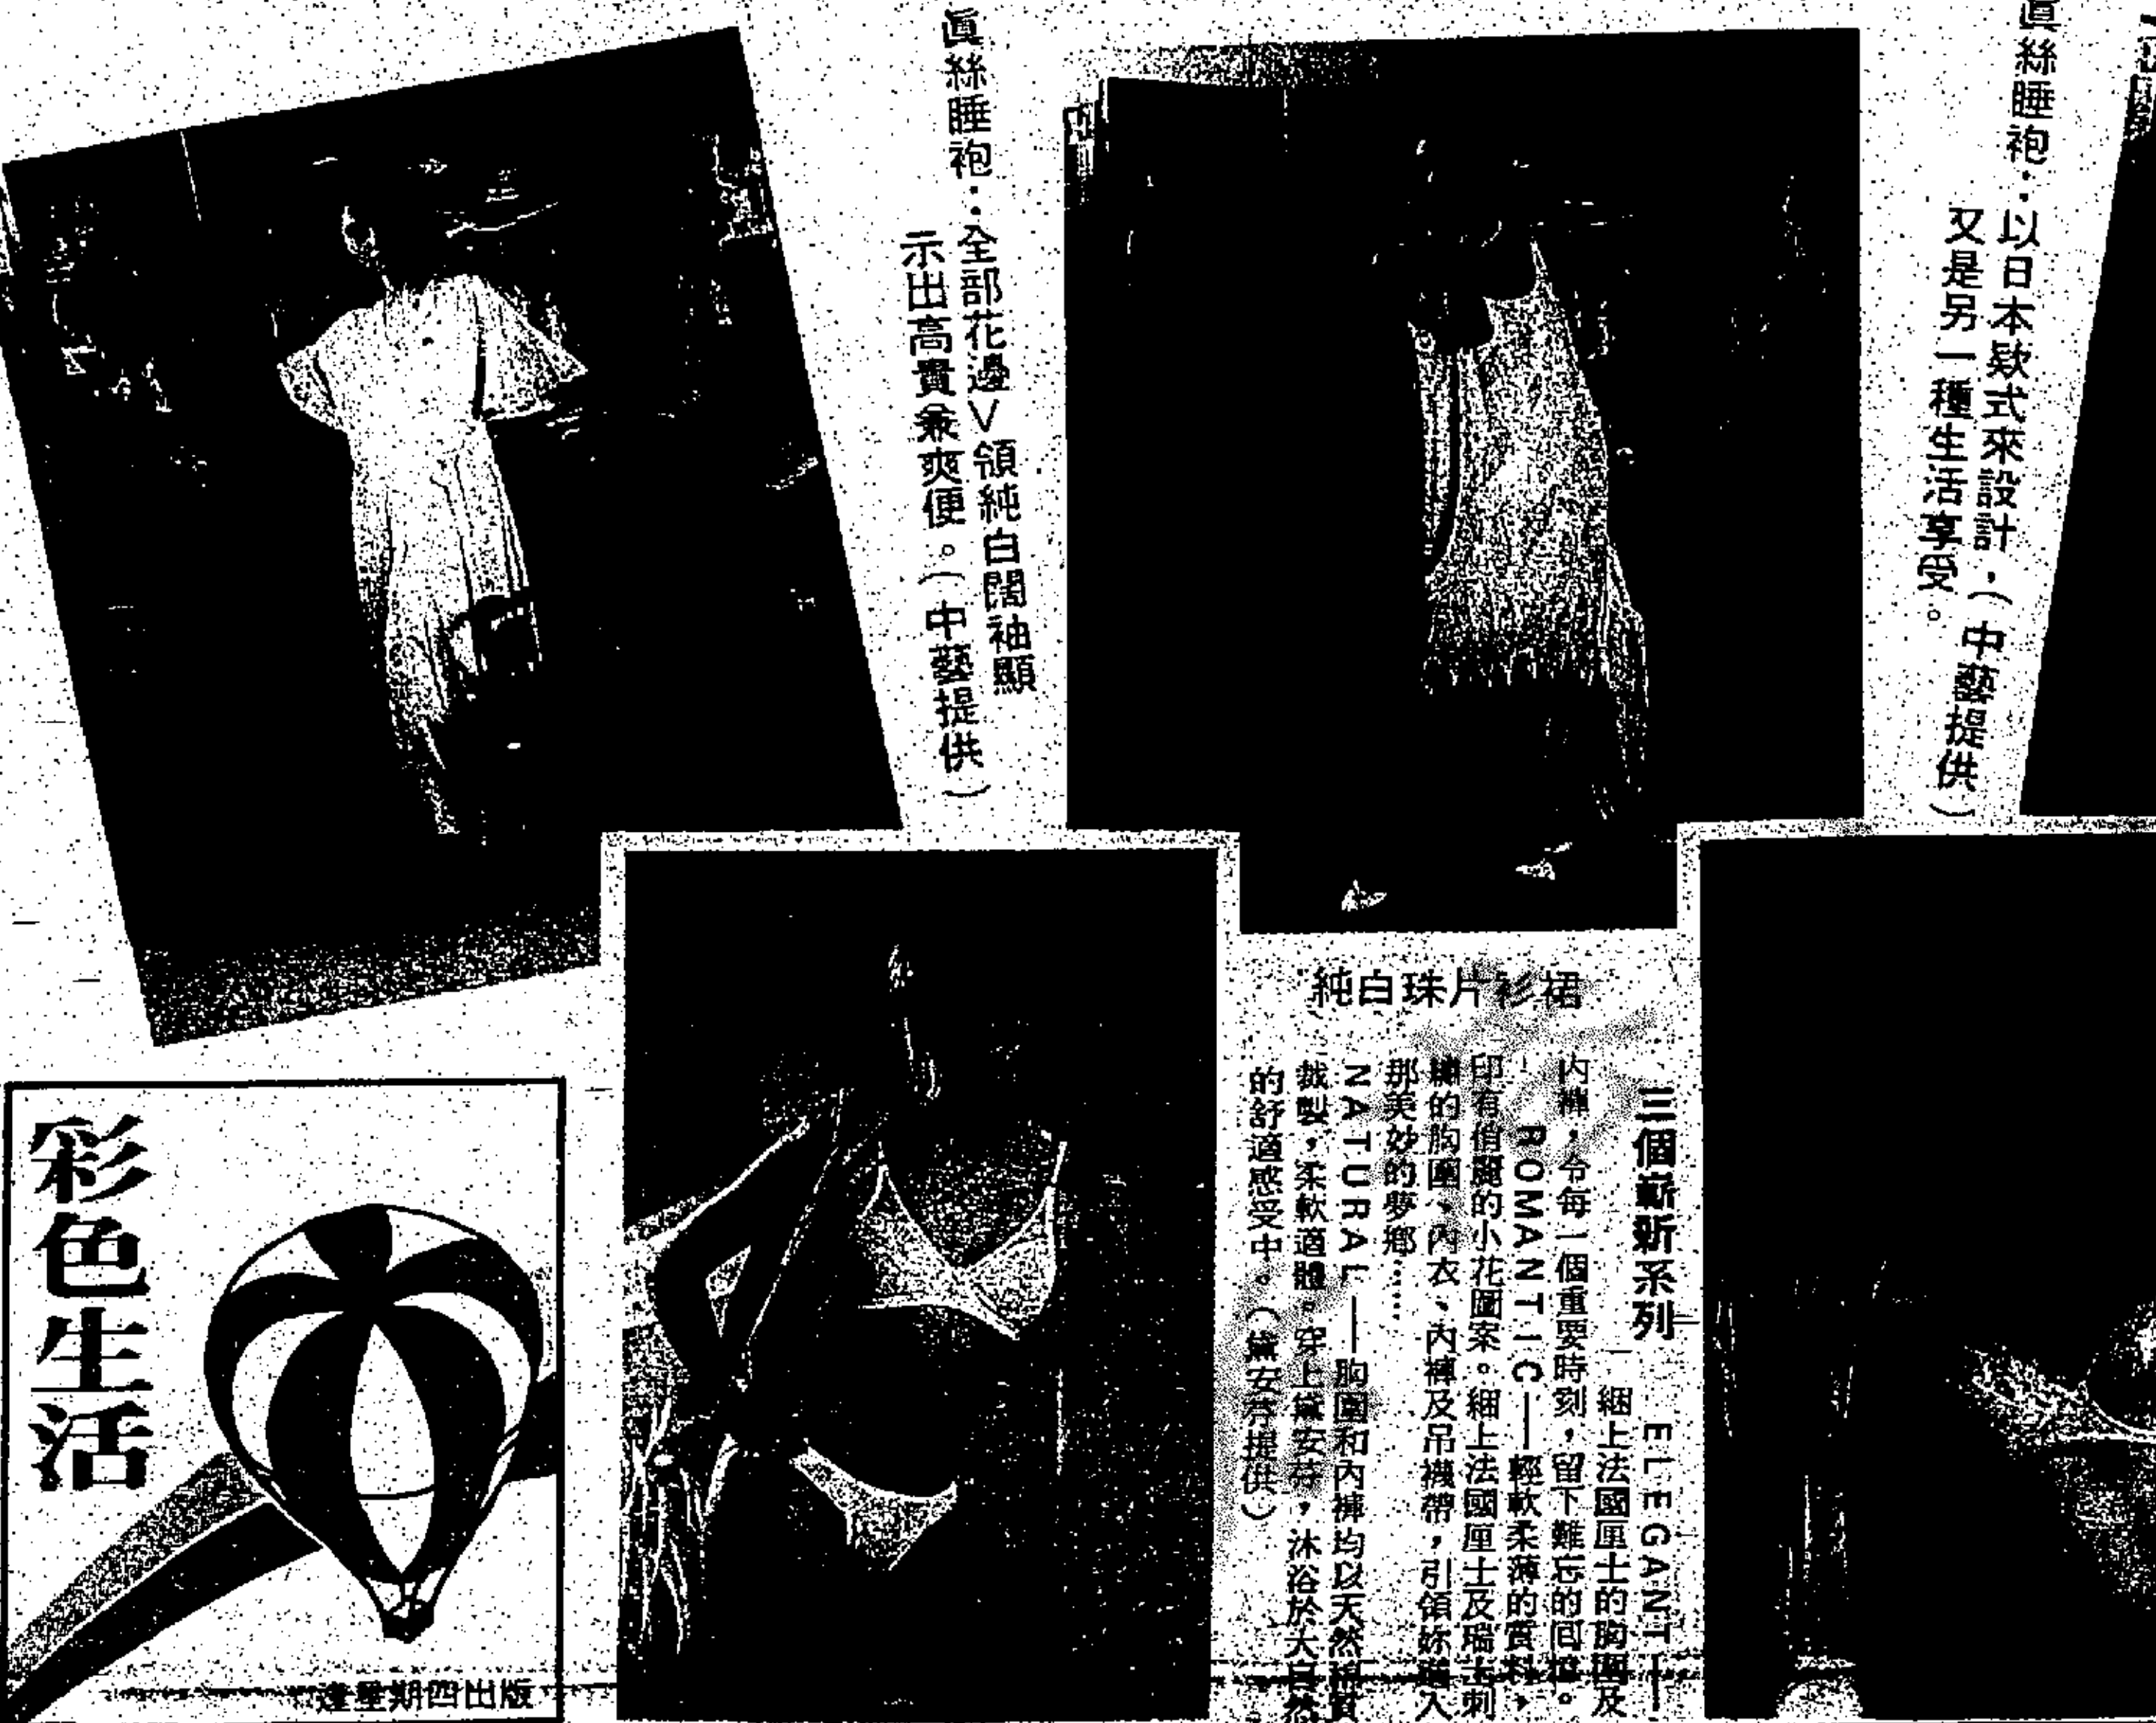 眞絲睡袍：以日本欵式來設計，（中藝提供）
又是另一種生活享受。
眞絲睡袍：全部花邊V領純白闊袖顯
示出高貴兼爽便。（中藝提供）
純白珠片衫裙
三個嶄新系列 ELEGANT—
綑上法國厘士的胸圍及
內褲，令每一個重要時刻，留下難忘的回憶。
ROMANTIC——輕軟柔薄的質料，
印有俏麗的小花圖案。綑上法國厘士及瑞士刺
繡的胸圍、內衣、內褲及吊襪帶，引領妳進入
那美妙的夢鄉……
NATURAL——胸圍和內褲均以天然棉質
裁製，柔軟適體。穿上黛安芬，沐浴於大自然
的舒適感受中。（黛安芬提供）
彩色生活
逢星期四出版